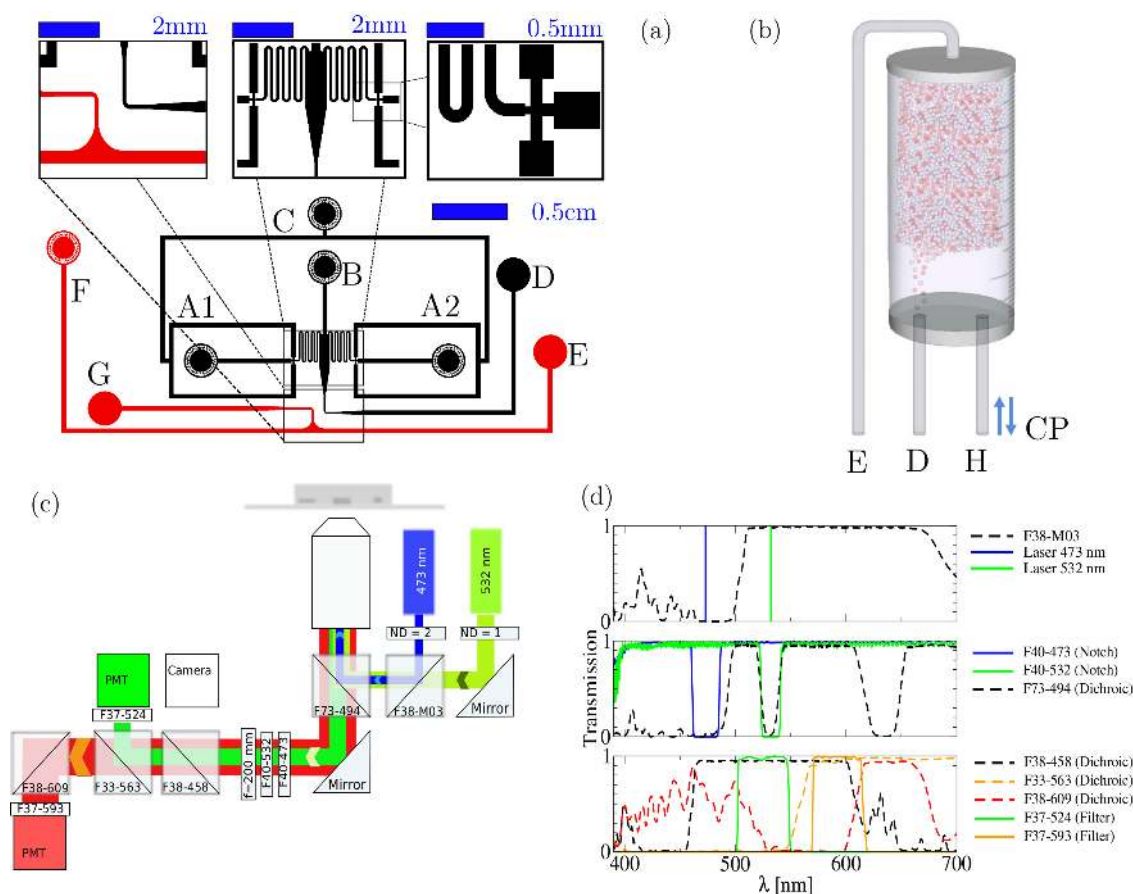 2mm
2mm
0.5mm
(a)
(b)
C
0.5cm
B
D
F
A1
A2
E
G
CP
E
D
H
(c)
(d)
473 nm
532 nm
ND = 2
ND = 1
PMT
Camera
F37-524
F73-494
F38-M03
Mirror
F38-609
F33-563
F38-458
f=200 mm
F40-532
F40-473
Mirror
F37-593
PMT
1
F38-M03
Laser 473 nm
Laser 532 nm
0
1
F40-473 (Notch)
F40-532 (Notch)
F73-494 (Dichroic)
Transmission
0
1
F38-458 (Dichroic)
F33-563 (Dichroic)
F38-609 (Dichroic)
F37-524 (Filter)
F37-593 (Filter)
0
400 500 600 700
λ [nm]